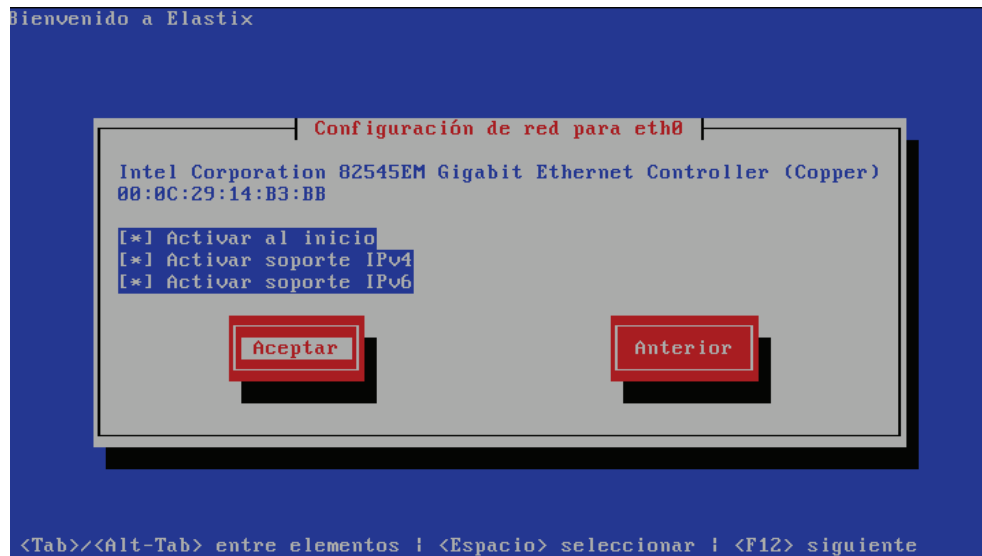 Bienvenido a Elastix
Configuración de red para eth0
Intel Corporation 82545EM Gigabit Ethernet Controller (Copper)
00:0C:29:14:B3:BB
[*] Activar al inicio
[*] Activar soporte IPv4
[*] Activar soporte IPv6
Aceptar
Anterior
<Tab>/<Alt-Tab> entre elementos ¦ <Espacio> seleccionar ¦ <F12> siguiente